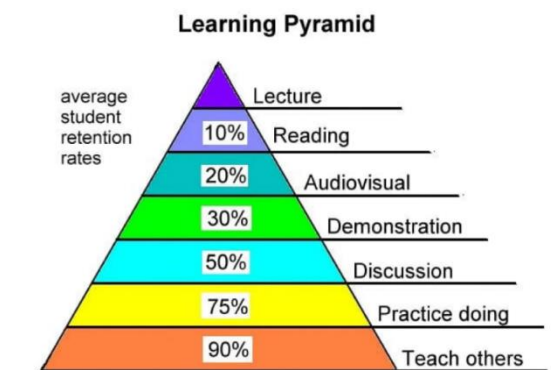 Learning Pyramid
average
student
retention
rates
Lecture
10% Reading
20% Audiovisual
30% Demonstration
50% Discussion
75% Practice doing
90% Teach others